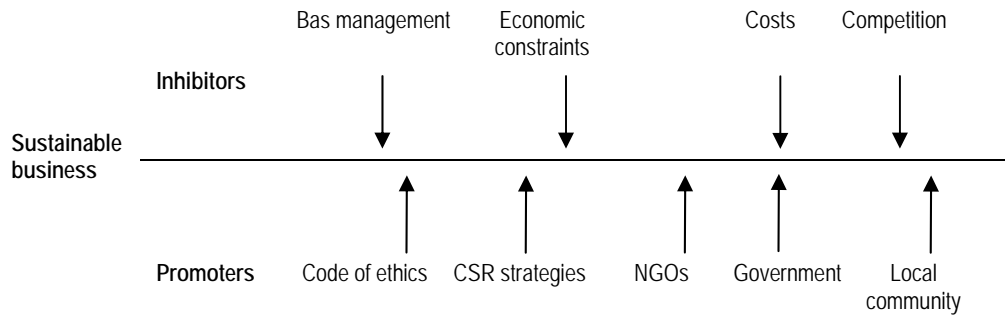 Bas management
Economic
constraints
Costs
Competition
Inhibitors
Sustainable
business
Promoters
Code of ethics
CSR strategies
NGOs
Government
Local
community